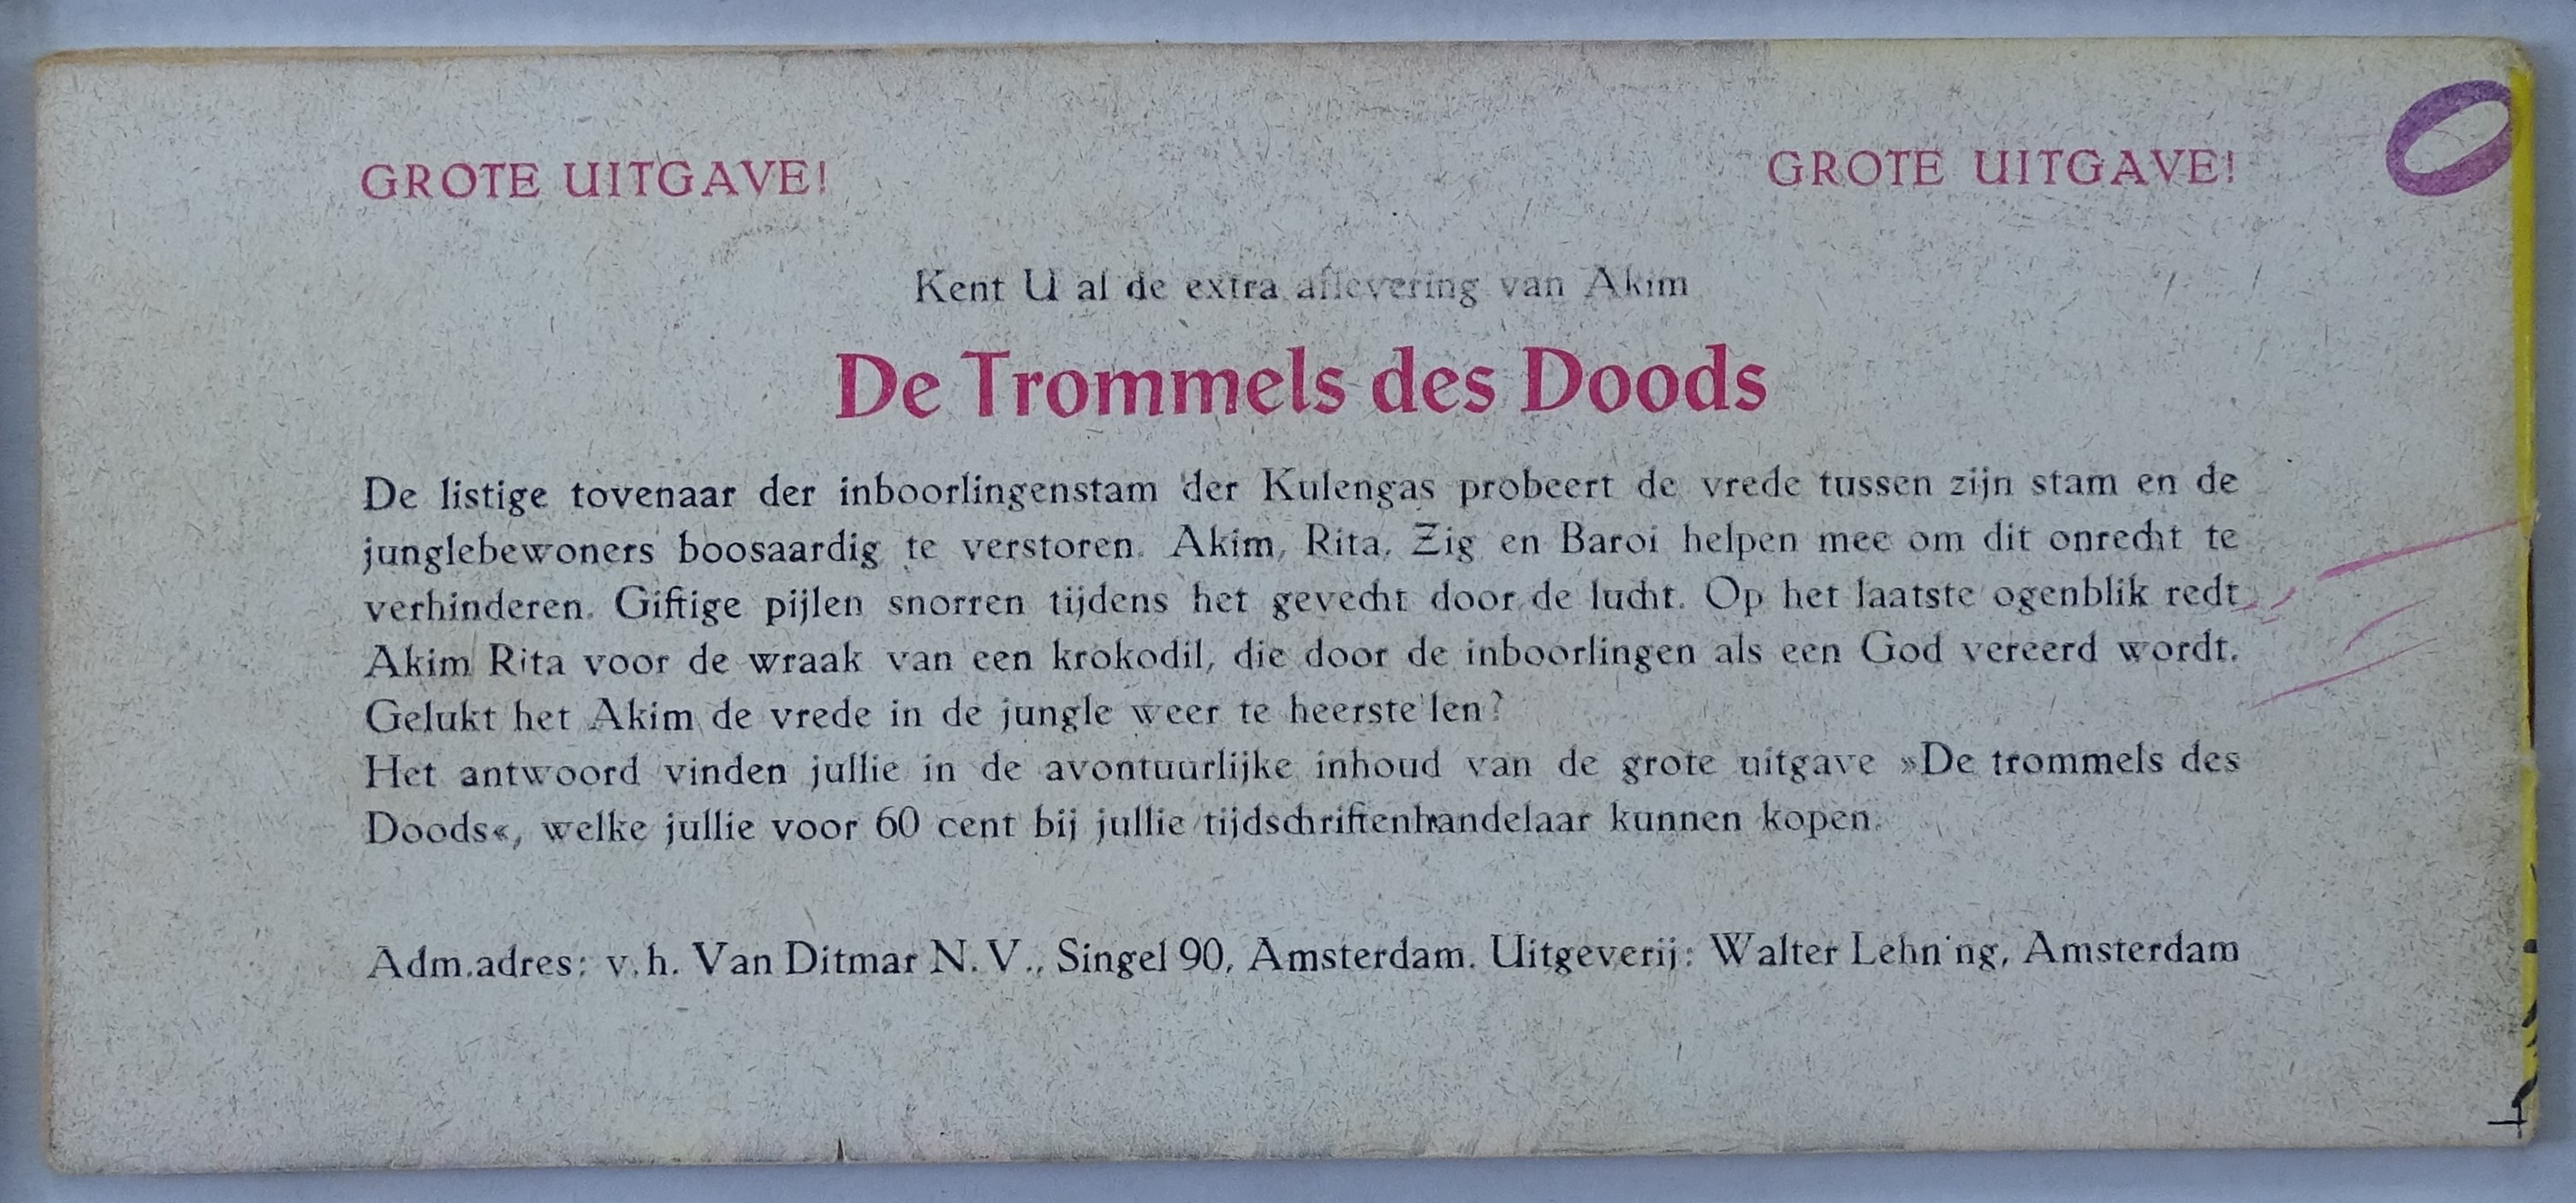 GROTE UITGAVE! GROTE UITGAVE!
Kent U al de extra aflevering van Akim
De Trommels des Doods
De listige tovenaar der inboorlingenstam der Kulengas probeert de vrede tussen zijn stam en de
junglebewoners boosaardig te verstoren. Akim, Rita, Zig en Baroi helpen mee om dit onrecht te
verhinderen. Giftige pijlen snorren tijdens het gevecht door de lucht. Op het laatste ogenblik redt
Akim Rita voor de wraak van een krokodil, die door de inboorlingen als een God vereerd wordt.
Gelukt het Akim de vrede in de jungle weer te heerstellen?
Het antwoord vinden jullie in de avontuurlijke inhoud van de grote uitgave »De trommels des
Doods«, welke jullie voor 60 cent bij jullie tijdschriftenhandelaar kunnen kopen.
Adm.adres: v.h. Van Ditmar N.V., Singel 90, Amsterdam. Uitgeverij: Walter Lehning, Amsterdam